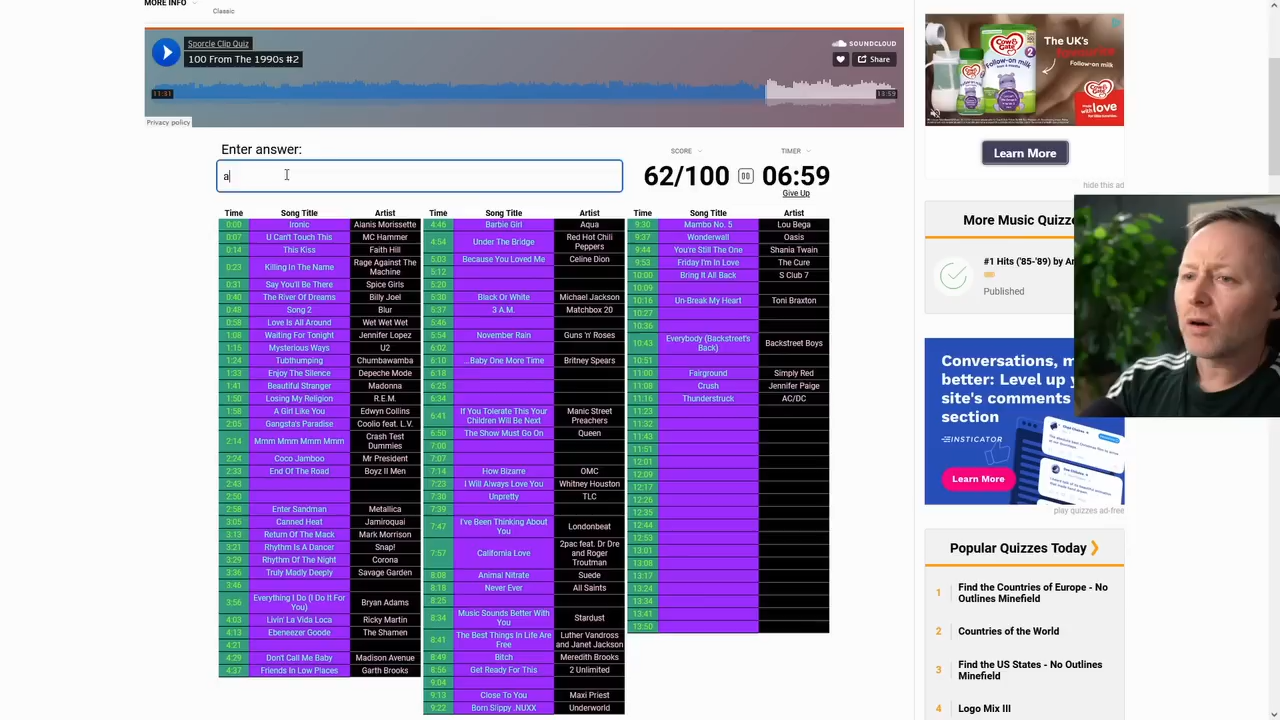 MORE INFO
Classic
Sporcle Clip Quiz
100 From The 1990s #2
SOUNDCLOUD
Share
11:31
13:59
Privacy policy
Enter answer:
a
SCORE
62/100
TIMER
06:59
Give Up
Time Song Title Artist
0:00 Ironic Alanis Morissette
0:07 U Can't Touch This MC Hammer
0:14 This Kiss Faith Hill
0:23 Killing In The Name Rage Against The Machine
0:31 Say You'll Be There Spice Girls
0:40 The River Of Dreams Billy Joel
0:48 Song 2 Blur
0:58 Love Is All Around Wet Wet Wet
1:08 Waiting For Tonight Jennifer Lopez
1:15 Mysterious Ways U2
1:24 Tubthumping Chumbawamba
1:33 Enjoy The Silence Depeche Mode
1:41 Beautiful Stranger Madonna
1:50 Losing My Religion R.E.M.
1:58 A Girl Like You Edwyn Collins
2:05 Gangsta's Paradise Coolio feat. L.V.
2:14 Mmm Mmm Mmm Mmm Crash Test Dummies
2:24 Coco Jamboo Mr President
2:33 End Of The Road Boyz II Men
2:43
2:50
2:58 Enter Sandman Metallica
3:05 Canned Heat Jamiroquai
3:13 Return Of The Mack Mark Morrison
3:21 Rhythm Is A Dancer Snap!
3:29 Rhythm Of The Night Corona
3:36 Truly Madly Deeply Savage Garden
3:46
3:56 Everything I Do (I Do It For You) Bryan Adams
4:03 Livin' La Vida Loca Ricky Martin
4:13 Ebeneezer Goode The Shamen
4:21
4:29 Don't Call Me Baby Madison Avenue
4:37 Friends In Low Places Garth Brooks
Time Song Title Artist
4:46 Barbie Girl Aqua
4:54 Under The Bridge Red Hot Chili Peppers
5:03 Because You Loved Me Celine Dion
5:12
5:20
5:30 Black Or White Michael Jackson
5:37 3 A.M. Matchbox 20
5:46
5:54 November Rain Guns 'n' Roses
6:02
6:10 ...Baby One More Time Britney Spears
6:18
6:25
6:34
6:41 If You Tolerate This Your Children Will Be Next Manic Street Preachers
6:50 The Show Must Go On Queen
7:00
7:07
7:14 How Bizarre OMC
7:23 I Will Always Love You Whitney Houston
7:30 Unpretty TLC
7:39
7:47 I've Been Thinking About You Londonbeat
7:57 California Love 2pac feat. Dr Dre and Roger Troutman
8:08 Animal Nitrate Suede
8:18 Never Ever All Saints
8:25
8:34 Music Sounds Better With You Stardust
8:41 The Best Things In Life Are Free Luther Vandross and Janet Jackson
8:49 Bitch Meredith Brooks
8:56 Get Ready For This 2 Unlimited
9:04
9:13 Close To You Maxi Priest
9:22 Born Slippy .NUXX Underworld
Time Song Title Artist
9:30 Mambo No. 5 Lou Bega
9:37 Wonderwall Oasis
9:44 You're Still The One Shania Twain
9:53 Friday I'm In Love The Cure
10:00 Bring It All Back S Club 7
10:09
10:16 Un-Break My Heart Toni Braxton
10:27
10:36
10:43 Everybody (Backstreet's Back) Backstreet Boys
10:51
11:00 Fairground Simply Red
11:08 Crush Jennifer Paige
11:16 Thunderstruck AC/DC
11:23
11:32
11:43
11:51
12:01
12:09
12:17
12:26
12:35
12:44
12:53
13:01
13:08
13:17
13:24
13:34
13:41
13:50
Cow&Gate
The UK's
Follow-on milk
Cow&Gate
made with love
for little ones
Learn More
hide this ad
More Music Quizze
#1 Hits ('85-'89) by Ar
Published
Conversations, m
better: Level up y
site's comments
section
INSTICATOR
Learn More
play quizzes ad-free
Popular Quizzes Today
1 Find the Countries of Europe - No Outlines Minefield
2 Countries of the World
3 Find the US States - No Outlines Minefield
4 Logo Mix III